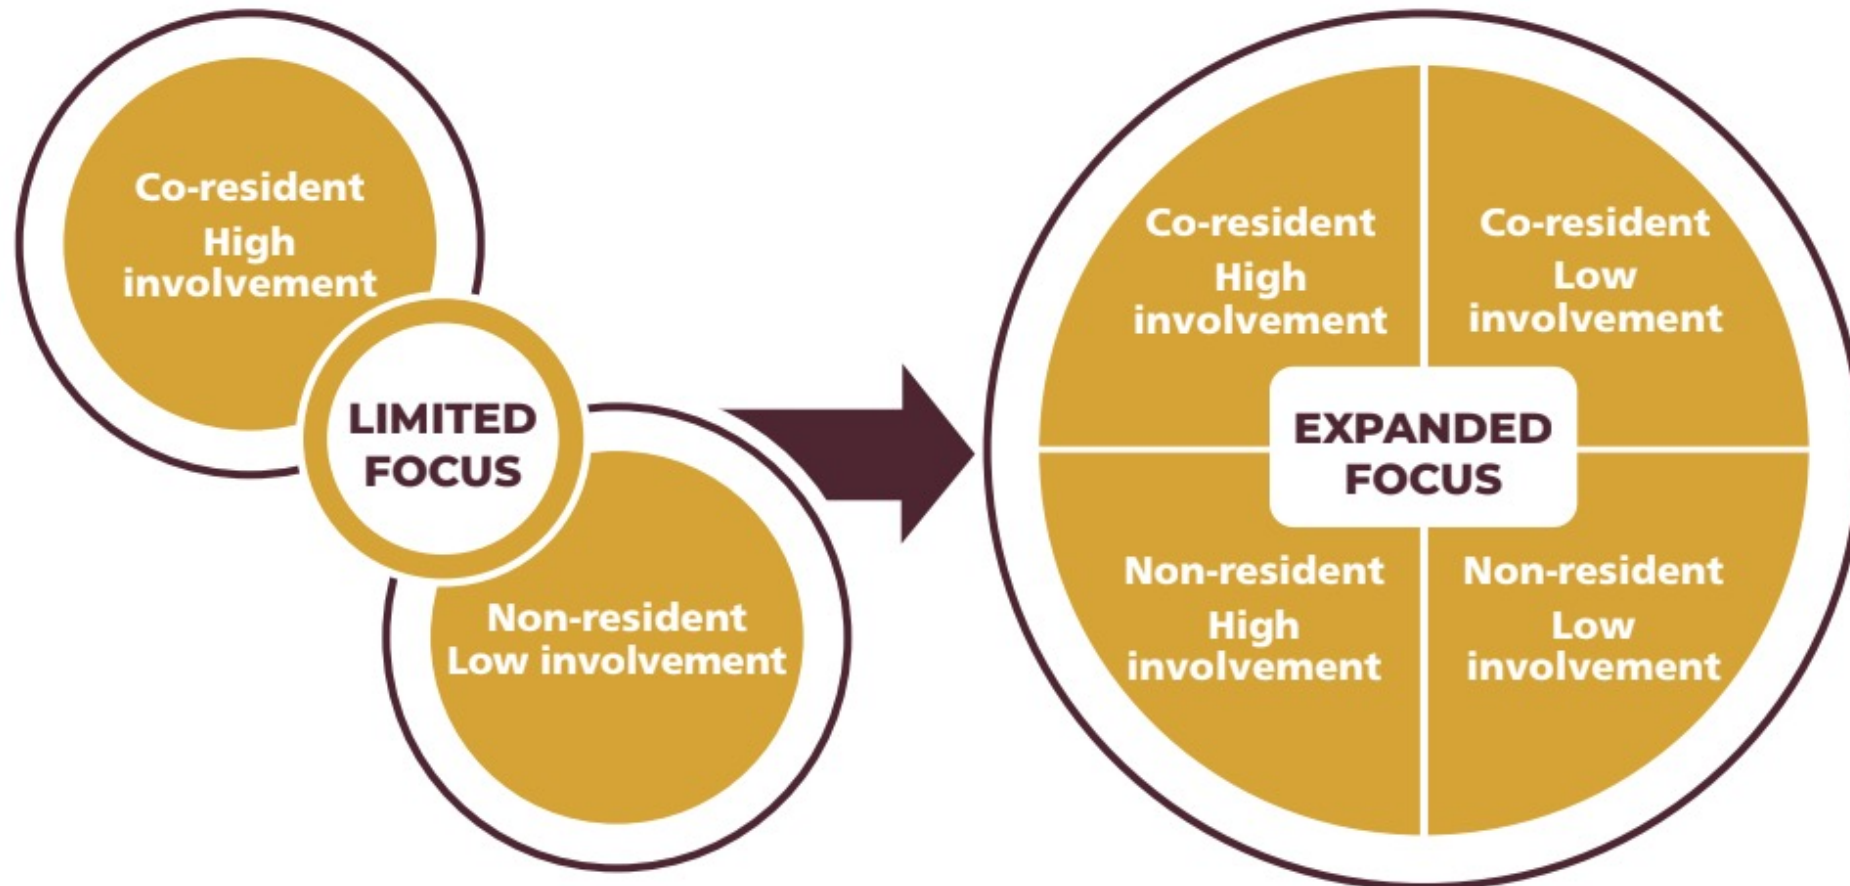 Co-resident
High
involvement
LIMITED
FOCUS
Non-resident
Low involvement
Co-resident
High
involvement
Co-resident
Low
involvement
EXPANDED
FOCUS
Non-resident
High
involvement
Non-resident
Low
involvement